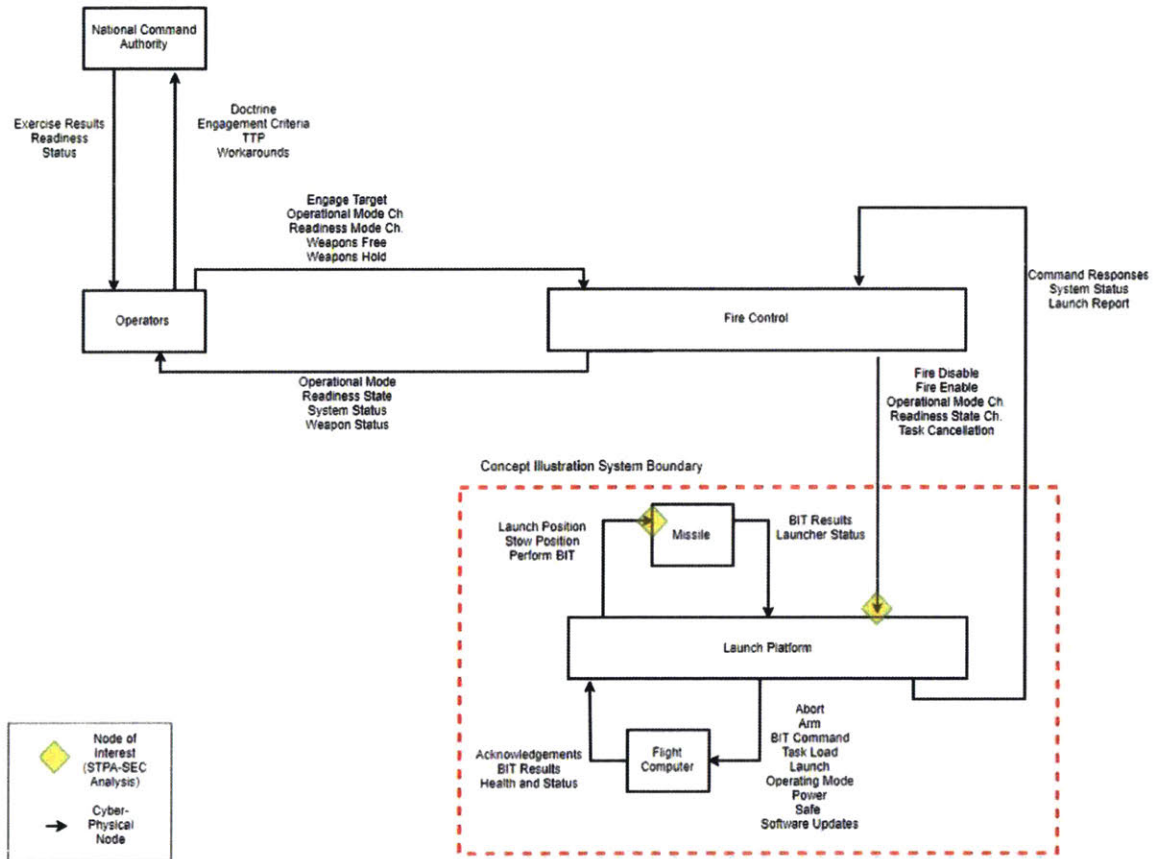 National Command
Authority
Exercise Results
Readiness
Status
Doctrine
Engagement Criteria
TTP
Workarounds
Engage Target
Operational Mode Ch
Readiness Mode Ch.
Weapons Free
Weapons Hold
Command Responses
System Status
Launch Report
Operators
Fire Control
Operational Mode
Readiness State
System Status
Weapon Status
Fire Disable
Fire Enable
Operational Mode Ch
Readiness State Ch.
Task Cancellation
Concept Illustration System Boundary
Launch Position
Stow Position
Perform BIT
Missile
BIT Results
Launcher Status
Launch Platform
Acknowledgements
BIT Results
Health and Status
Flight
Computer
Abort
Arm
BIT Command
Task Load
Launch
Operating Mode
Power
Safe
Software Updates
Node of
Interest
(STPA-SEC
Analysis)
Cyber-
Physical
Node